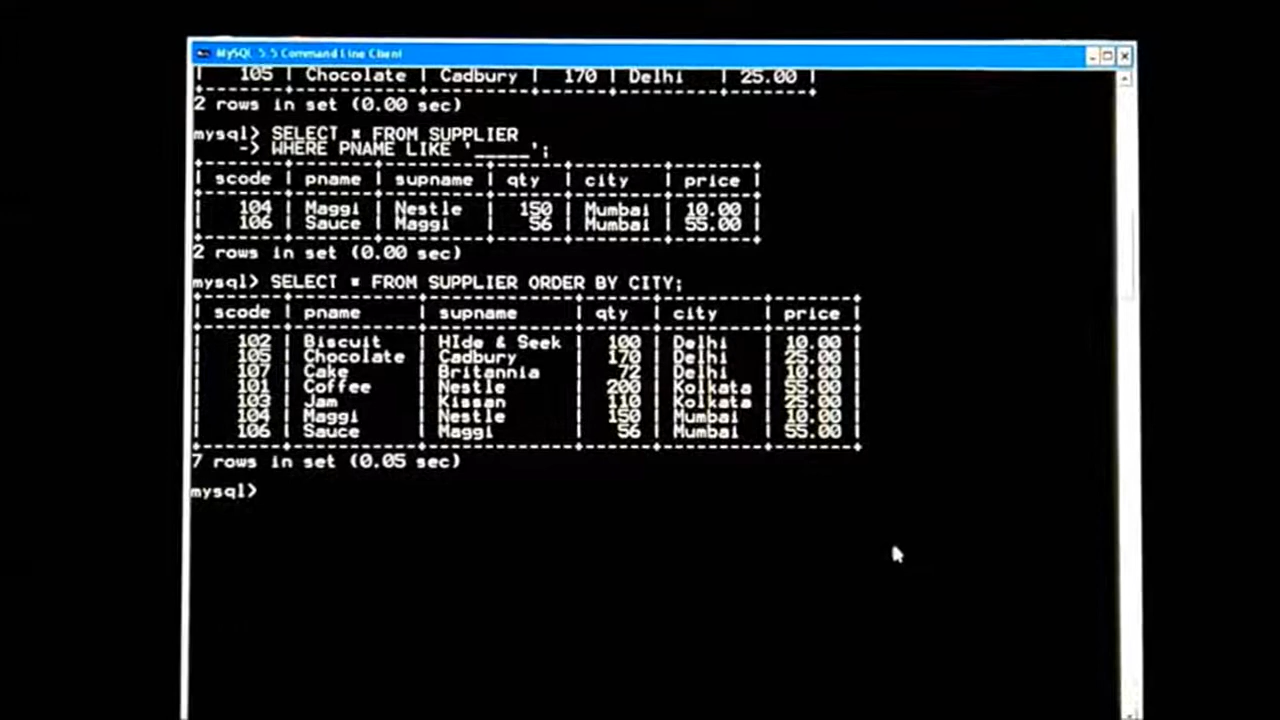 MySQL 5.5 Command Line Client
| 105 | Chocolate | Cadbury | 170 | Delhi | 25.00 |
2 rows in set (0.00 sec)
mysql> SELECT * FROM SUPPLIER
-> WHERE PNAME LIKE '_____';
| scode | pname | supname | qty | city | price |
| 104 | Maggi | Nestle | 150 | Mumbai | 10.00 |
| 106 | Sauce | Maggi | 56 | Mumbai | 55.00 |
2 rows in set (0.00 sec)
mysql> SELECT * FROM SUPPLIER ORDER BY CITY;
| scode | pname | supname | qty | city | price |
| 102 | Biscuit | HIde & Seek | 100 | Delhi | 10.00 |
| 105 | Chocolate | Cadbury | 170 | Delhi | 25.00 |
| 107 | Cake | Britannia | 72 | Delhi | 10.00 |
| 101 | Coffee | Nestle | 200 | Kolkata | 55.00 |
| 103 | Jam | Kissan | 110 | Kolkata | 25.00 |
| 104 | Maggi | Nestle | 150 | Mumbai | 10.00 |
| 106 | Sauce | Maggi | 56 | Mumbai | 55.00 |
7 rows in set (0.05 sec)
mysql>